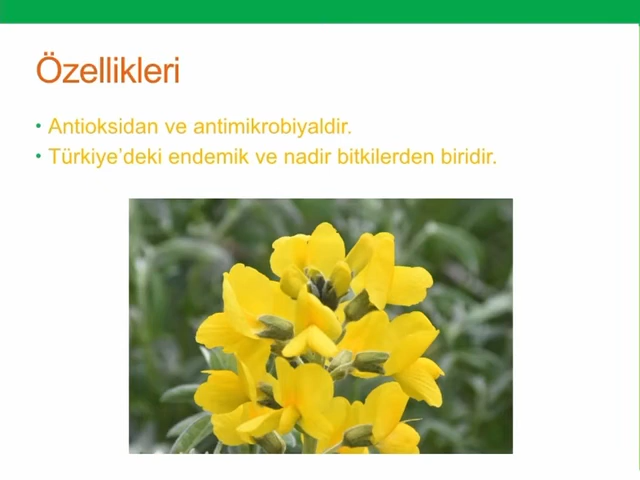 Özellikleri
• Antioksidan ve antimikrobiyaldir.
• Türkiye’deki endemik ve nadir bitkilerden biridir.